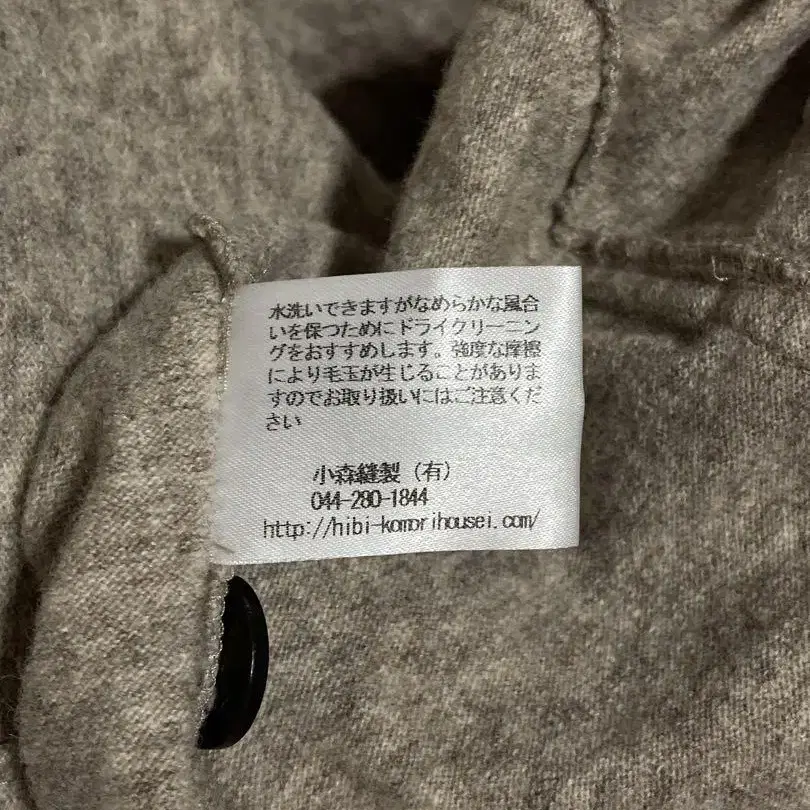 水洗いできますがなめらかな風合
いを保つためにドライクリーニン
グをおすすめします。強度な摩擦
により毛玉が生じることがありま
すのでお取り扱いにはご注意くだ
さい
小森縫製（有）
044-280-1844
http://hibi-komorihousei.com/